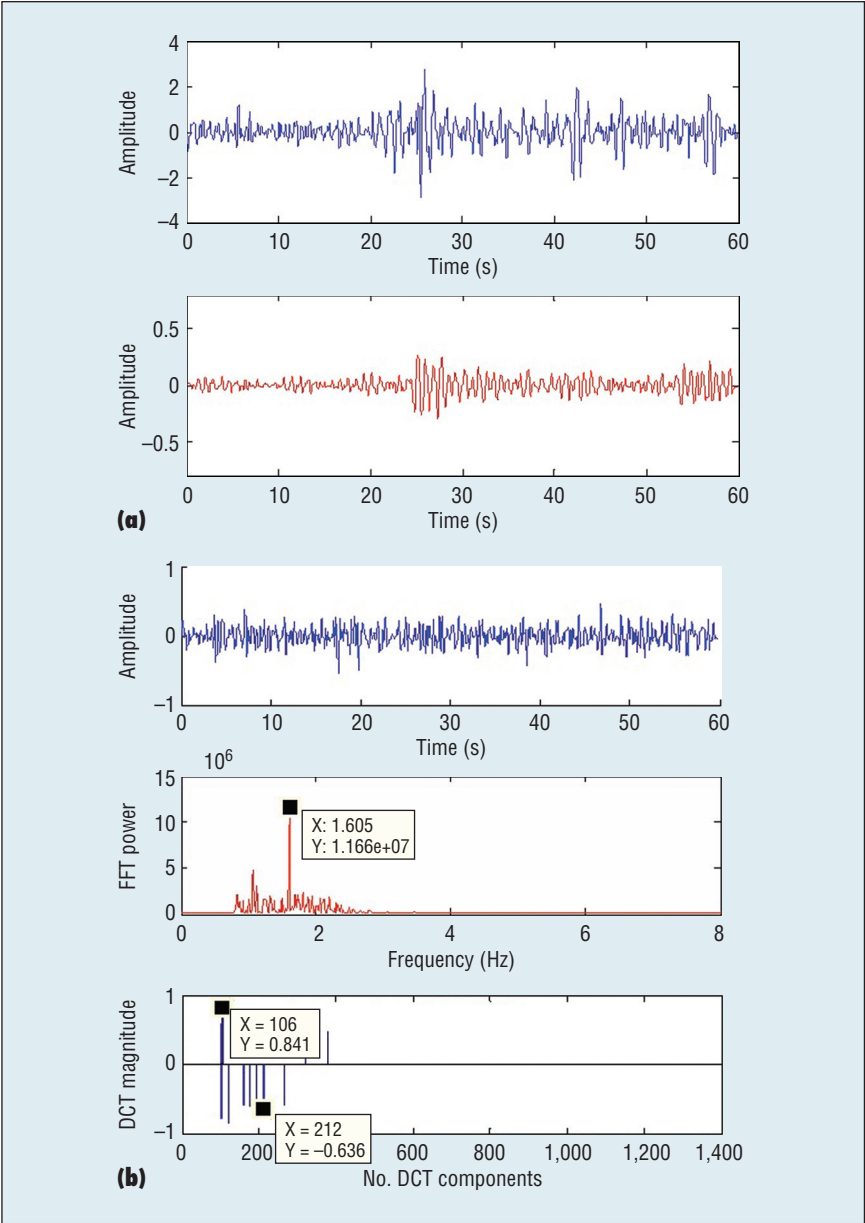 4
2
0
−2
−4
Amplitude
0 10 20 30 40 50 60
Time (s)
0.5
0
−0.5
Amplitude
0 10 20 30 40 50 60
Time (s)
(a)
1
0
−1
Amplitude
0 10 20 30 40 50 60
Time (s)
10⁶
15
10
5
0
FFT power
X: 1.605
Y: 1.166e+07
0 2 4 6 8
Frequency (Hz)
1
0
−1
DCT magnitude
X = 106
Y = 0.841
X = 212
Y = −0.636
0 200 400 600 800 1,000 1,200 1,400
No. DCT components
(b)